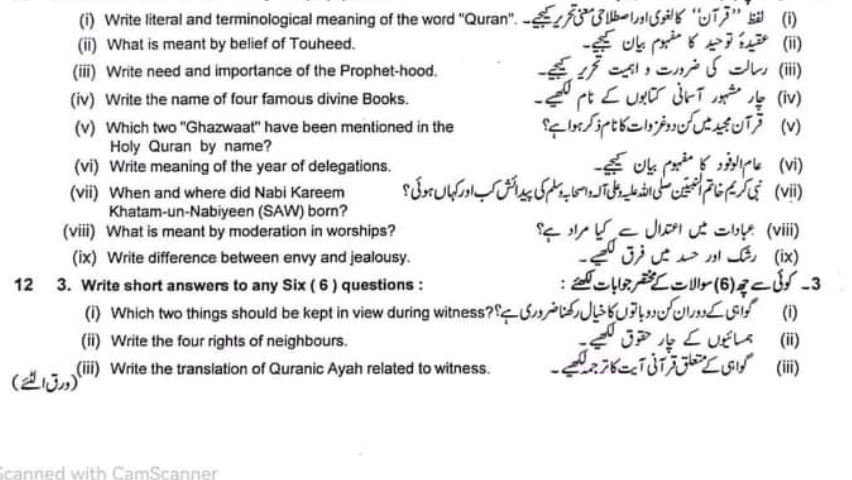 (i) Write literal and terminological meaning of the word "Quran". لفظ ''قرآن'' کا لغوی اور اصطلاحی معنی تحریر کیجیے۔ (i)
(ii) What is meant by belief of Touheed. عقیدۂ توحید کا مفہوم بیان کیجیے۔ (ii)
(iii) Write need and importance of the Prophet-hood. رسالت کی ضرورت و اہمیت تحریر کیجیے۔ (iii)
(iv) Write the name of four famous divine Books. چار مشہور آسمانی کتابوں کے نام لکھیے۔ (iv)
(v) Which two "Ghazwaat" have been mentioned in the قرآن مجید میں کن دو غزوات کا نام ذکر ہوا ہے؟ (v)
Holy Quran by name?
(vi) Write meaning of the year of delegations. عام الوفود کا مفہوم بیان کیجیے۔ (vi)
(vii) When and where did Nabi Kareem نبی کریم خاتم النبیین صلی اللہ علیہ وعلی آلہ واصحابہ وسلم کی پیدائش کب اور کہاں ہوئی؟ (vii)
Khatam-un-Nabiyeen (SAW) born?
(viii) What is meant by moderation in worships? عبادات میں اعتدال سے کیا مراد ہے؟ (viii)
(ix) Write difference between envy and jealousy. رشک اور حسد میں فرق لکھیے۔ (ix)
12 3. Write short answers to any Six ( 6 ) questions : 3۔ کوئی سے چھ (6) سوالات کے مختصر جوابات لکھئے :
(i) Which two things should be kept in view during witness? گواہی کے دوران کن دو باتوں کا خیال رکھنا ضروری ہے؟ (i)
(ii) Write the four rights of neighbours. ہمسائیوں کے چار حقوق لکھیے۔ (ii)
(iii) Write the translation of Quranic Ayah related to witness. گواہی کے متعلق قرآنی آیت کا ترجمہ لکھیے۔ (iii)
(ورق الٹئے)
Scanned with CamScanner